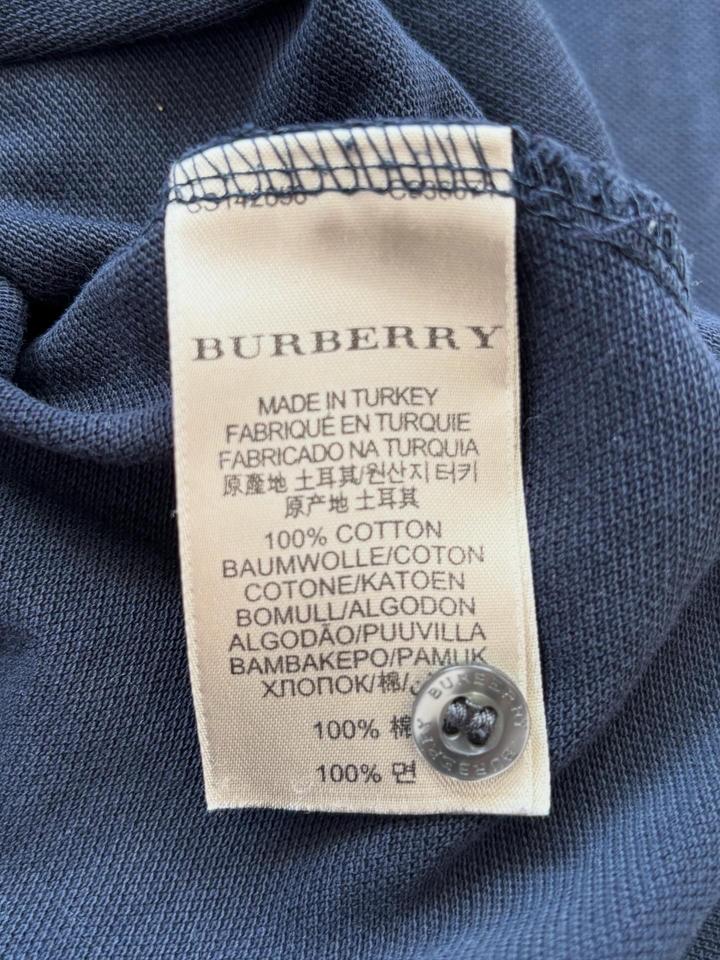 BURBERRY
MADE IN TURKEY
FABRIQUÉ EN TURQUIE
FABRICADO NA TURQUIA
原產地 土耳其/원산지 터키
原产地 土耳其
100% COTTON
BAUMWOLLE/COTON
COTONE/KATOEN
BOMULL/ALGODON
ALGODÃO/PUUVILLA
BAMBAKEPO/PAMUK
ХЛОПОК/棉/
100% 棉
100% 면
BURBERRY
BURBERRY